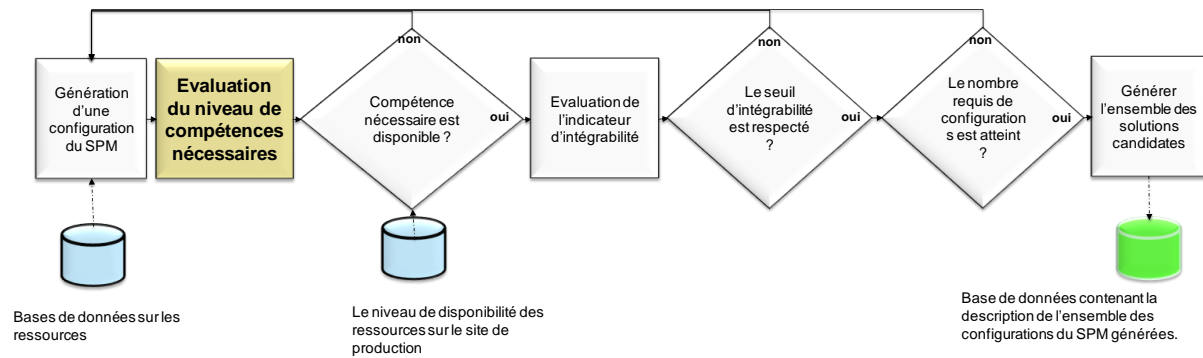 non
non
non
Génération
d'une
configuration
du SPM
Evaluation
du niveau de
compétences
nécessaires
Compétence
nécessaire est
disponible ?
oui
Evaluation de
l'indicateur
d'intégrabilité
Le seuil
d'intégrabilité
est respecté
?
oui
Le nombre
requis de
configuration
s est atteint
?
oui
Générer
l'ensemble des
solutions
candidates
Bases de données sur les
ressources
Le niveau de disponibilité des
ressources sur le site de
production
Base de données contenant la
description de l'ensemble des
configurations du SPM générées.